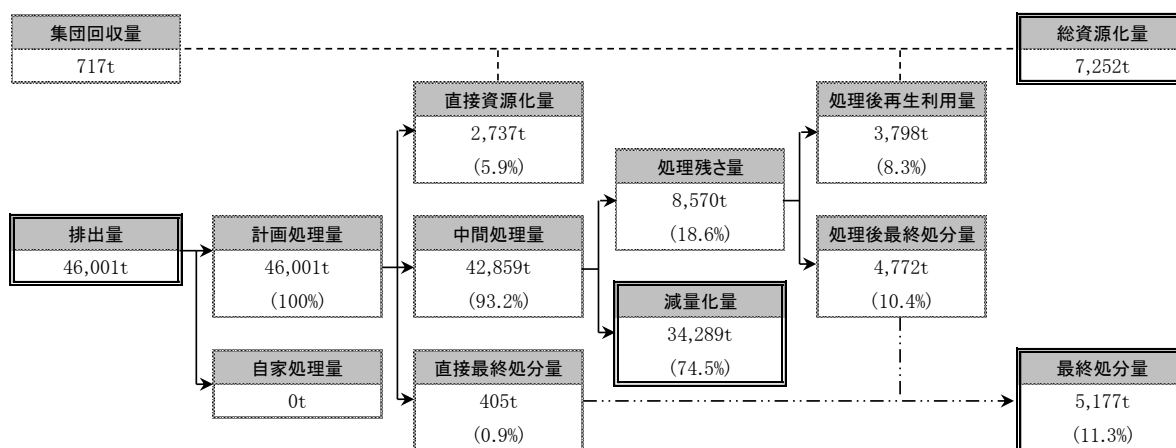 集団回収量
717t
総資源化量
7,252t
直接資源化量
2,737t
(5.9%)
処理後再生利用量
3,798t
(8.3%)
処理残さ量
8,570t
(18.6%)
排出量
46,001t
計画処理量
46,001t
(100%)
中間処理量
42,859t
(93.2%)
処理後最終処分量
4,772t
(10.4%)
減量化量
34,289t
(74.5%)
自家処理量
0t
直接最終処分量
405t
(0.9%)
最終処分量
5,177t
(11.3%)